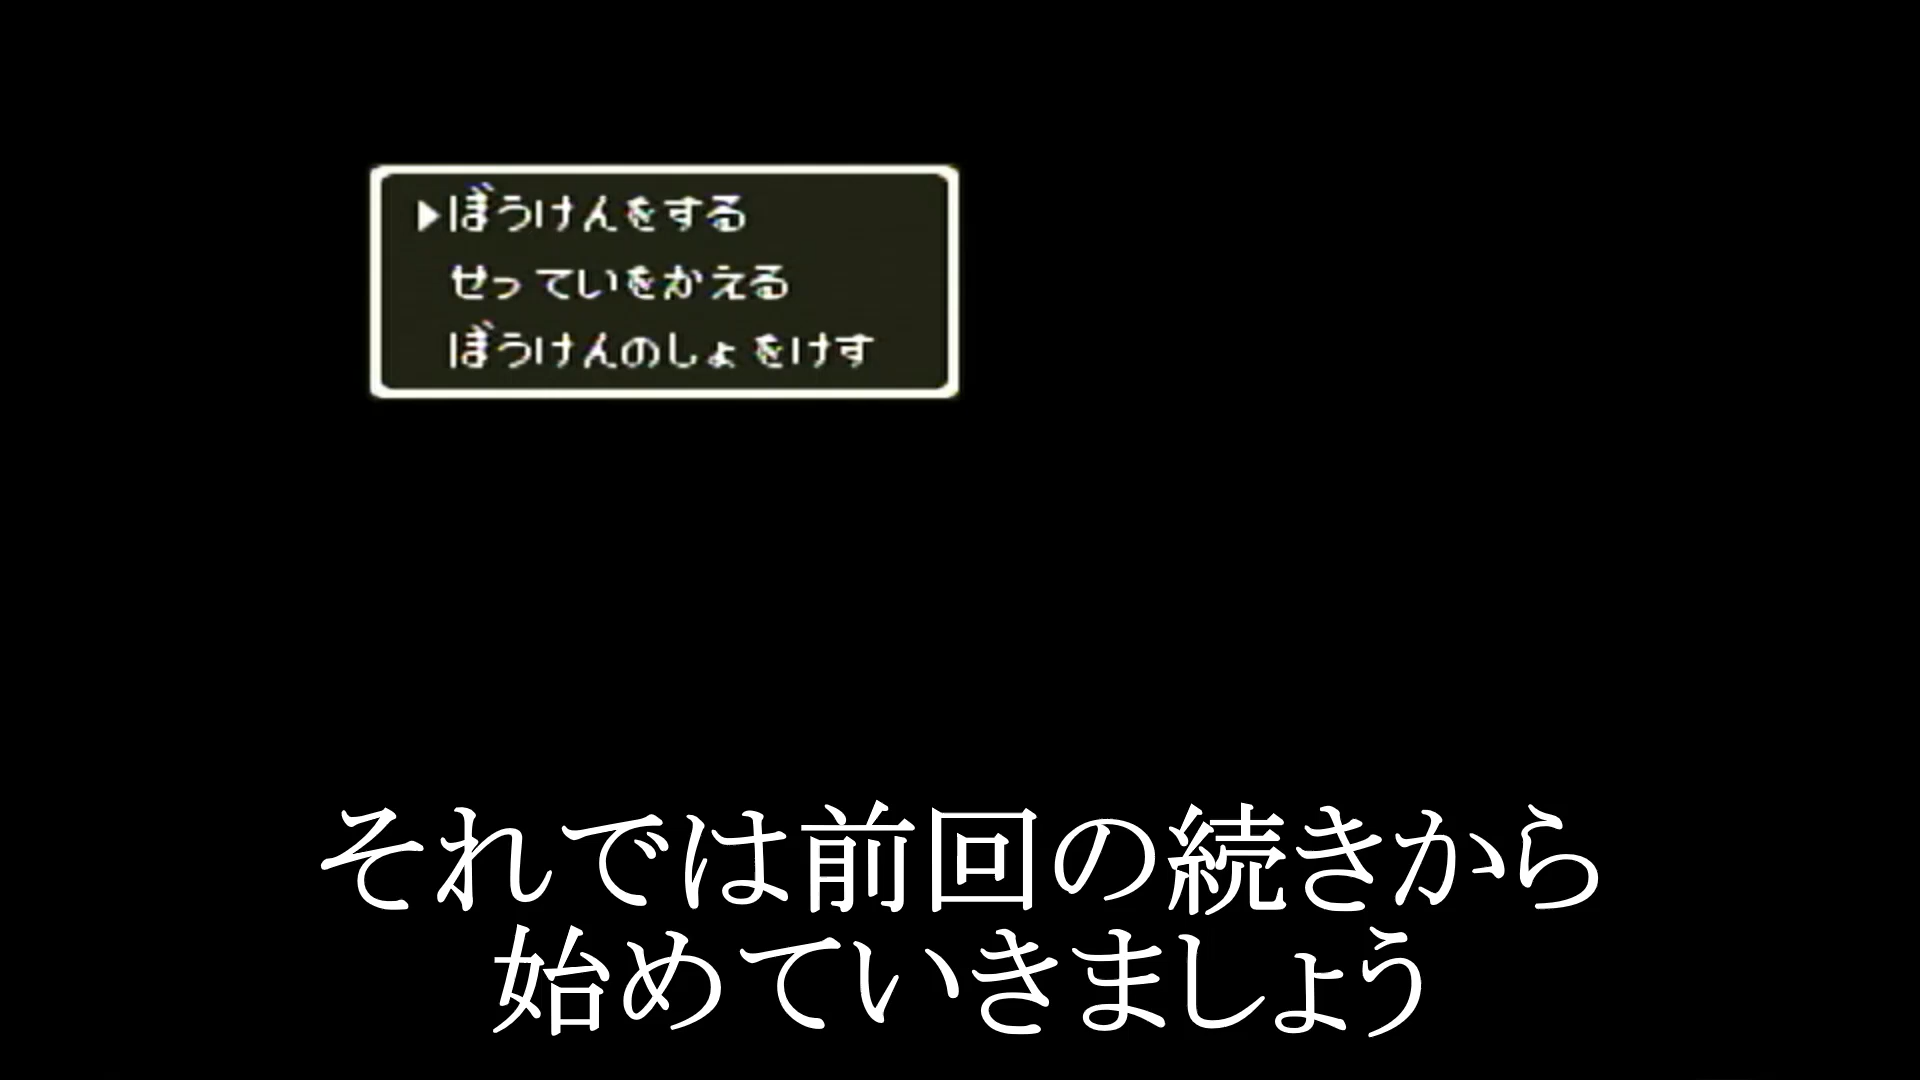 ▶ぼうけんをする
せっていをかえる
ぼうけんのしょをけす
それでは前回の続きから
始めていきましょう